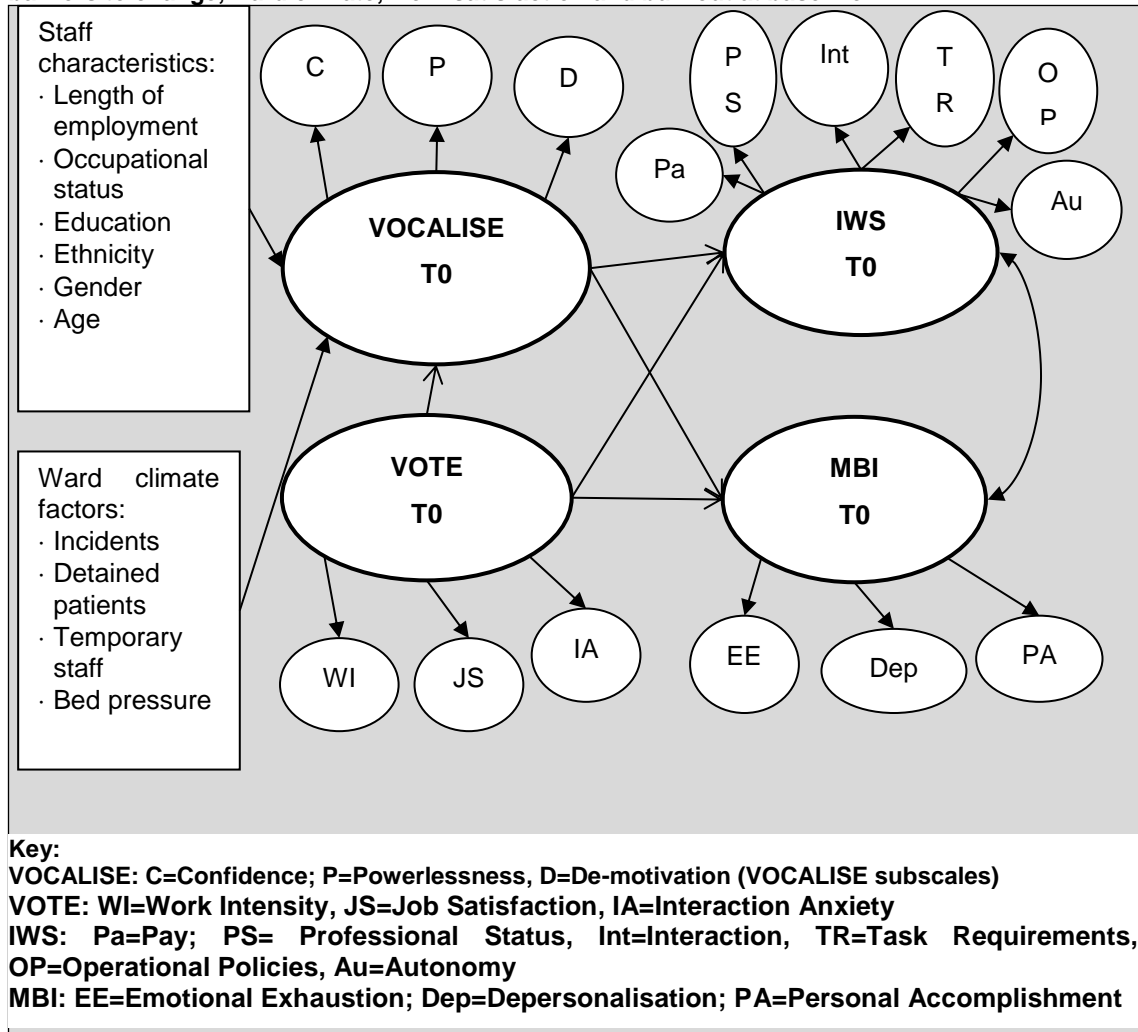 Staff
characteristics:
· Length of
employment
· Occupational
status
· Education
· Ethnicity
· Gender
· Age
C
P
D
P
S
Int
T
R
O
P
Pa
Au
VOCALISE
T0
IWS
T0
Ward climate
factors:
· Incidents
· Detained
patients
· Temporary
staff
· Bed pressure
VOTE
T0
MBI
T0
WI
JS
IA
EE
Dep
PA
Key:
VOCALISE: C=Confidence; P=Powerlessness, D=De-motivation (VOCALISE subscales)
VOTE: WI=Work Intensity, JS=Job Satisfaction, IA=Interaction Anxiety
IWS: Pa=Pay; PS= Professional Status, Int=Interaction, TR=Task Requirements,
OP=Operational Policies, Au=Autonomy
MBI: EE=Emotional Exhaustion; Dep=Depersonalisation; PA=Personal Accomplishment